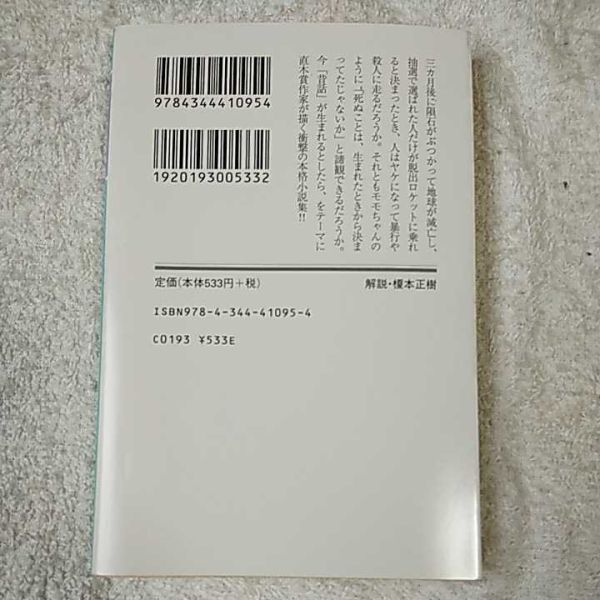 三カ月後に隕石がぶつかって地球が滅亡し、
抽選で選ばれた人だけが脱出ロケットに乗れ
ると決まったとき、人はヤケになって暴行や
殺人に走るだろうか。それともモモちゃんの
ように「死ぬことは、生まれたときから決ま
ってたじゃないか」と諦観できるだろうか。
今「昔話」が生まれるとしたら、をテーマに
直木賞作家が描く衝撃の本格小説集!!
9784344410954
1920193005332
定価(本体533円+税)
解説・榎本正樹
ISBN978-4-344-41095-4
C0193 ¥533E